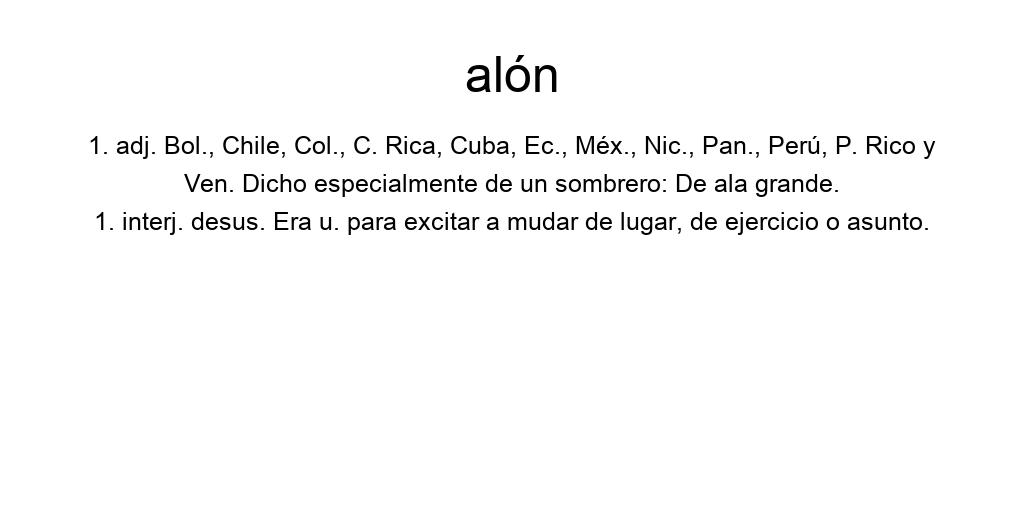 alón
1. adj. Bol., Chile, Col., C. Rica, Cuba, Ec., Méx., Nic., Pan., Perú, P. Rico y
Ven. Dicho especialmente de un sombrero: De ala grande.
1. interj. desus. Era u. para excitar a mudar de lugar, de ejercicio o asunto.